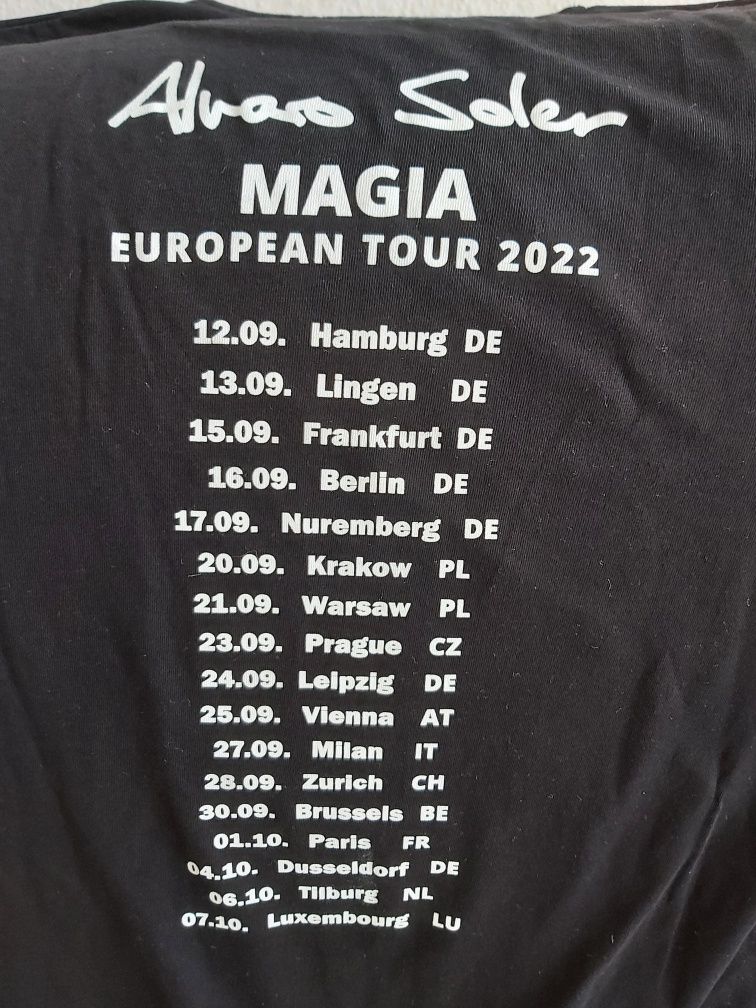 Alvaro Soler
MAGIA
EUROPEAN TOUR 2022
12.09. Hamburg DE
13.09. Lingen DE
15.09. Frankfurt DE
16.09. Berlin DE
17.09. Nuremberg DE
20.09. Krakow PL
21.09. Warsaw PL
23.09. Prague CZ
24.09. Leipzig DE
25.09. Vienna AT
27.09. Milan IT
28.09. Zurich CH
30.09. Brussels BE
01.10. Paris FR
04.10. Dusseldorf DE
06.10. Tilburg NL
07.10. Luxembourg LU